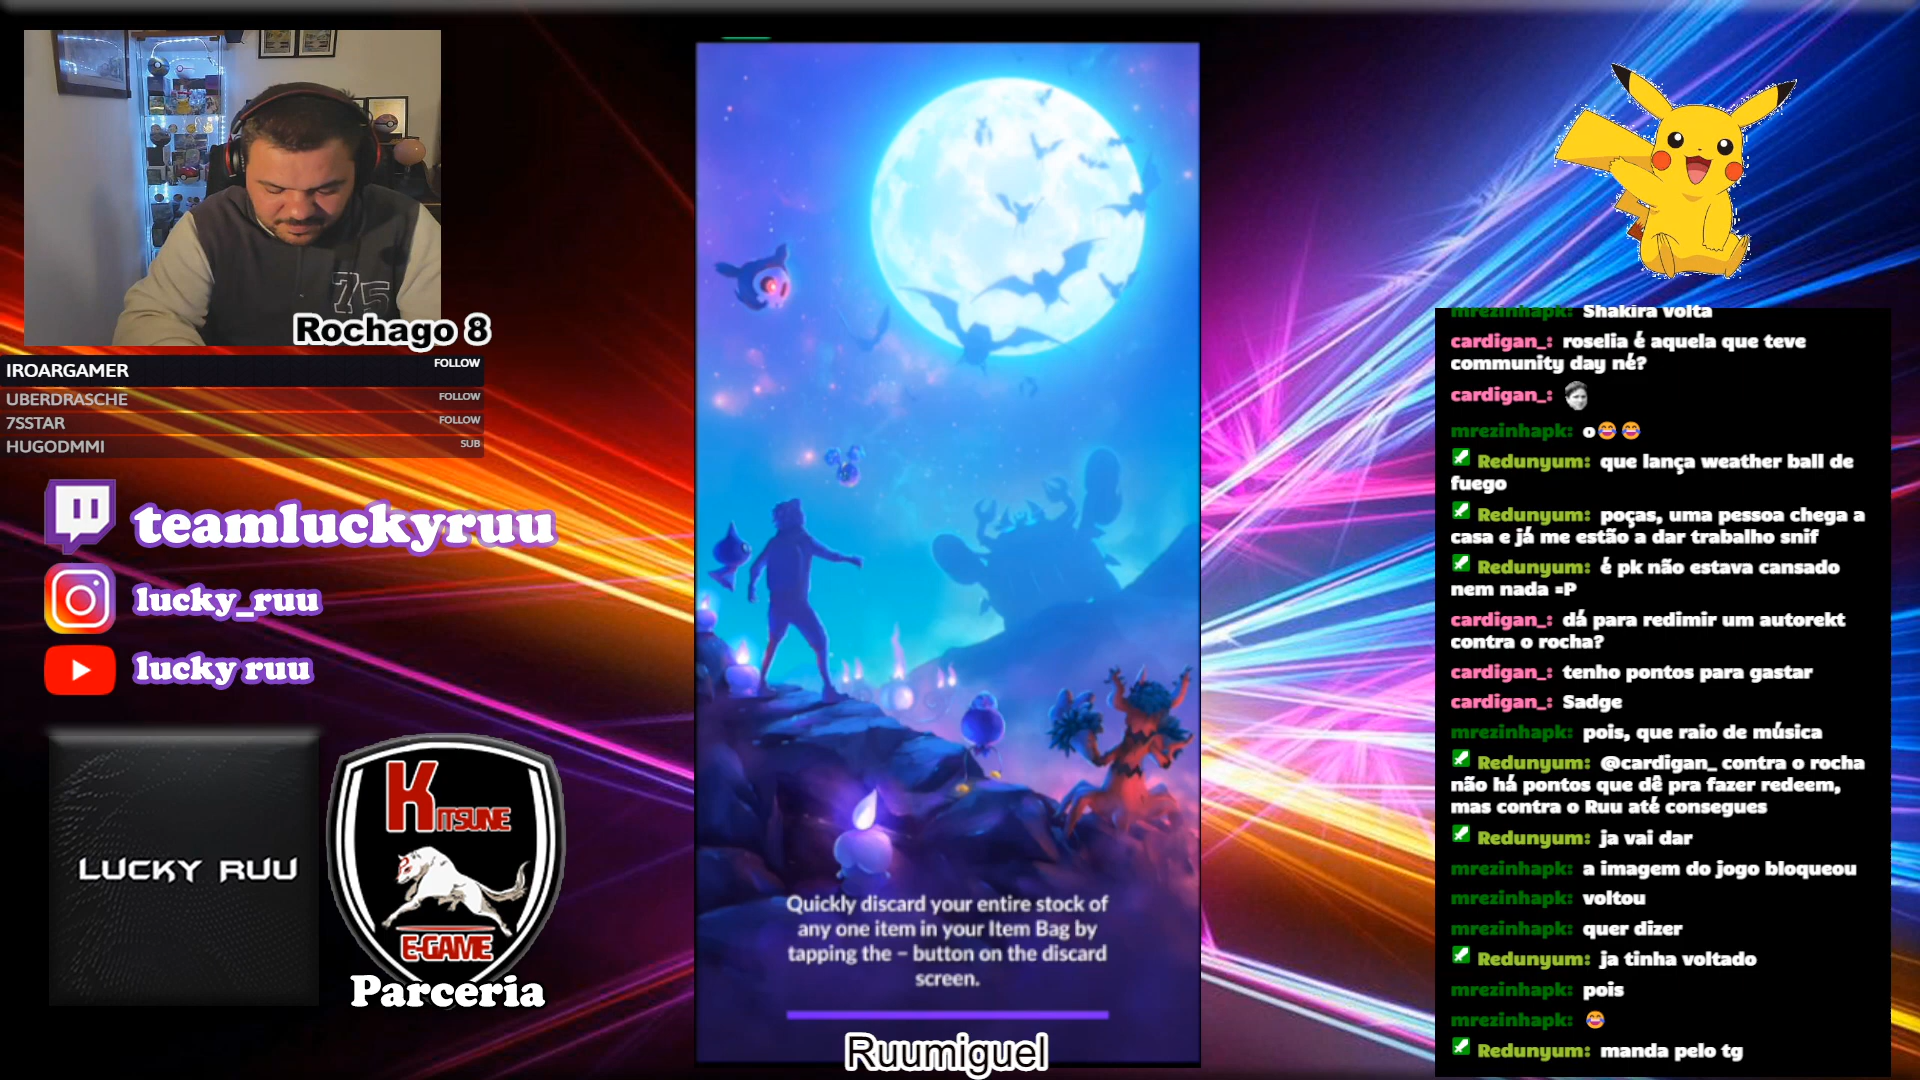 75
Rochago 8
IROARGAMER FOLLOW
UBERDRASCHE FOLLOW
7SSTAR FOLLOW
HUGODMMI SUB
teamluckyruu
lucky_ruu
lucky ruu
LUCKY RUU
KITSUNE
E-GAME
Parceria
Quickly discard your entire stock of
any one item in your Item Bag by
tapping the – button on the discard
screen.
Ruumiguel
mrezinhapk: Shakira volta
cardigan_: roselia é aquela que teve
community day né?
cardigan_:
mrezinhapk: o😂 😂
Redunyum: que lança weather ball de
fuego
Redunyum: poças, uma pessoa chega a
casa e já me estão a dar trabalho snif
Redunyum: é pk não estava cansado
nem nada =P
cardigan_: dá para redimir um autorekt
contra o rocha?
cardigan_: tenho pontos para gastar
cardigan_: Sadge
mrezinhapk: pois, que raio de música
Redunyum: @cardigan_ contra o rocha
não há pontos que dê pra fazer redeem,
mas contra o Ruu até consegues
Redunyum: ja vai dar
mrezinhapk: a imagem do jogo bloqueou
mrezinhapk: voltou
mrezinhapk: quer dizer
Redunyum: ja tinha voltado
mrezinhapk: pois
mrezinhapk: 😂
Redunyum: manda pelo tg